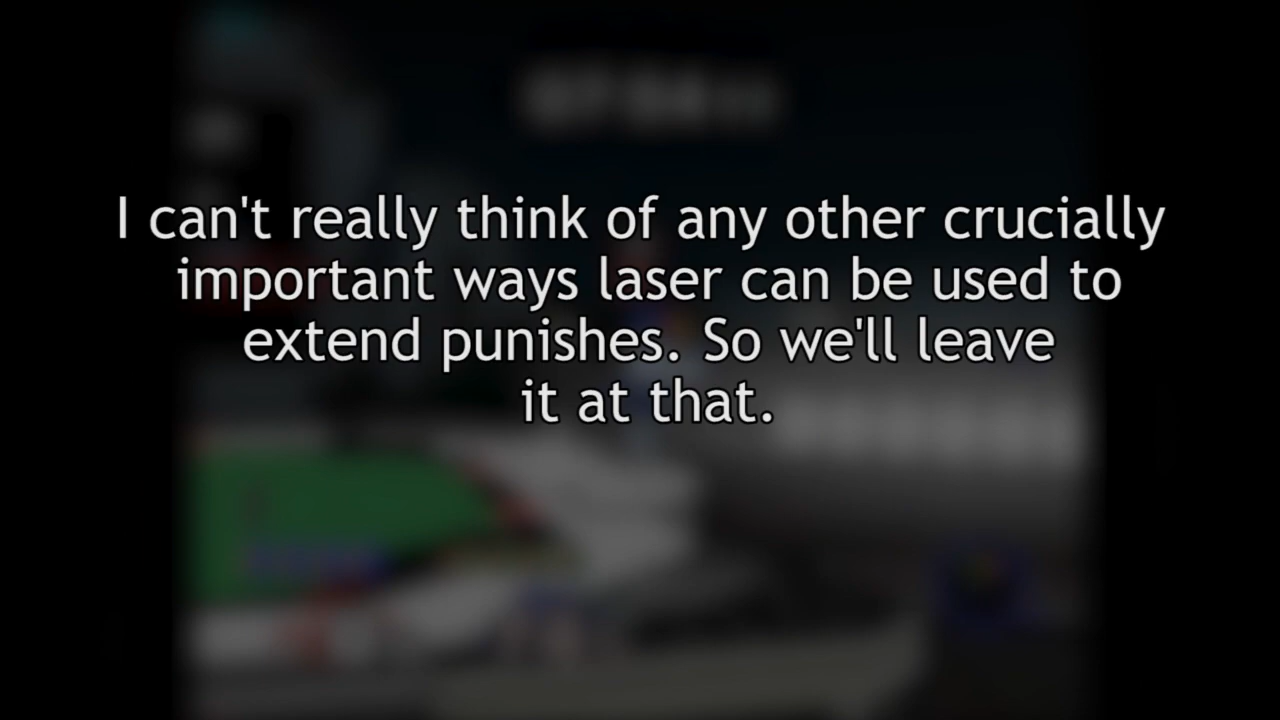 I can't really think of any other crucially
important ways laser can be used to
extend punishes. So we'll leave
it at that.